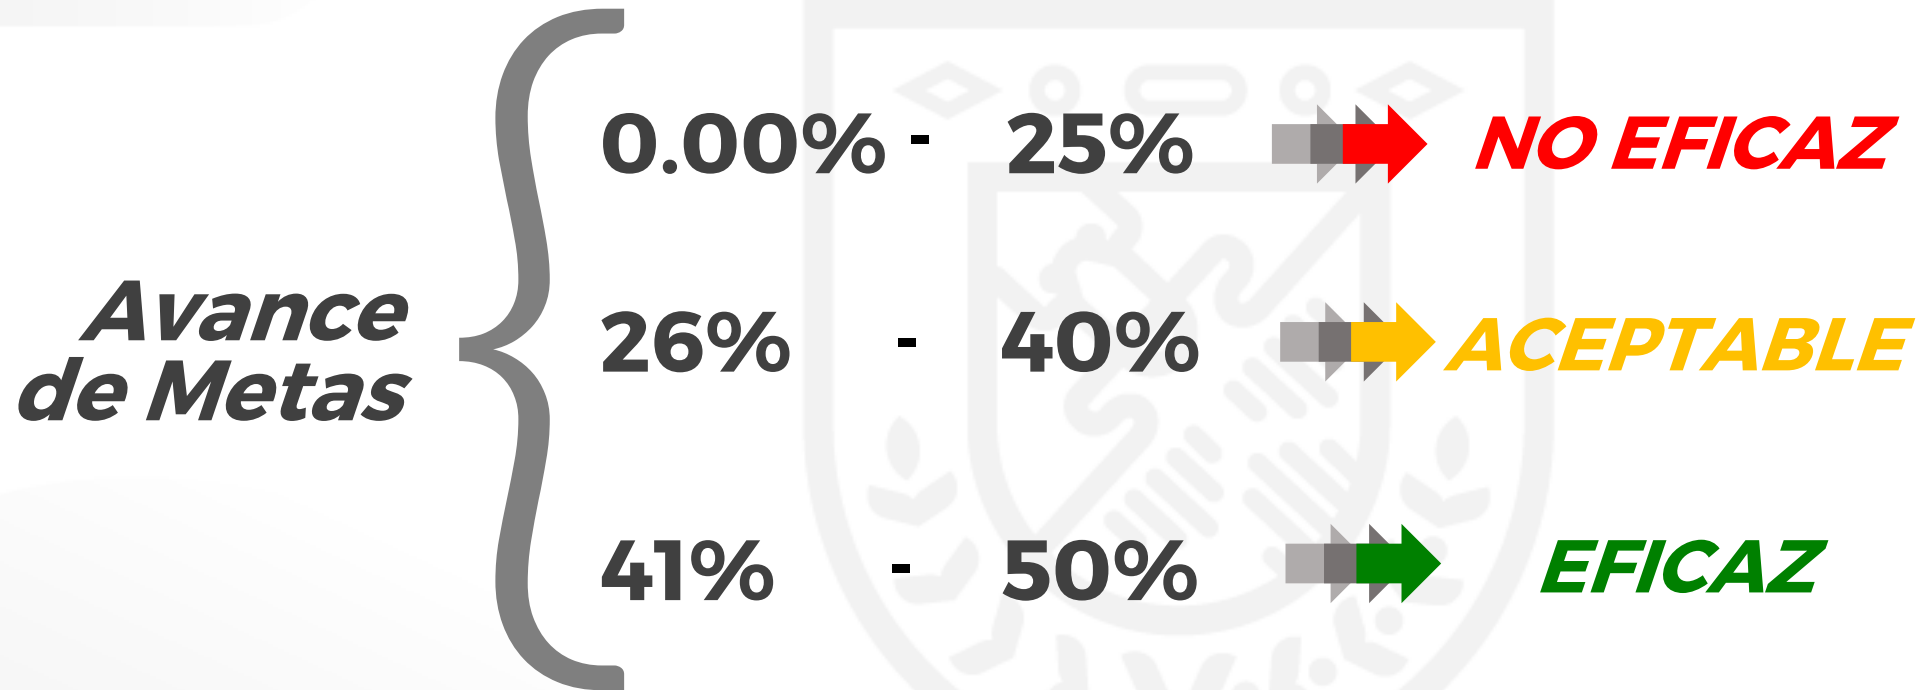 Avance
de Metas
0.00% - 25% NO EFICAZ
26% - 40% ACEPTABLE
41% - 50% EFICAZ